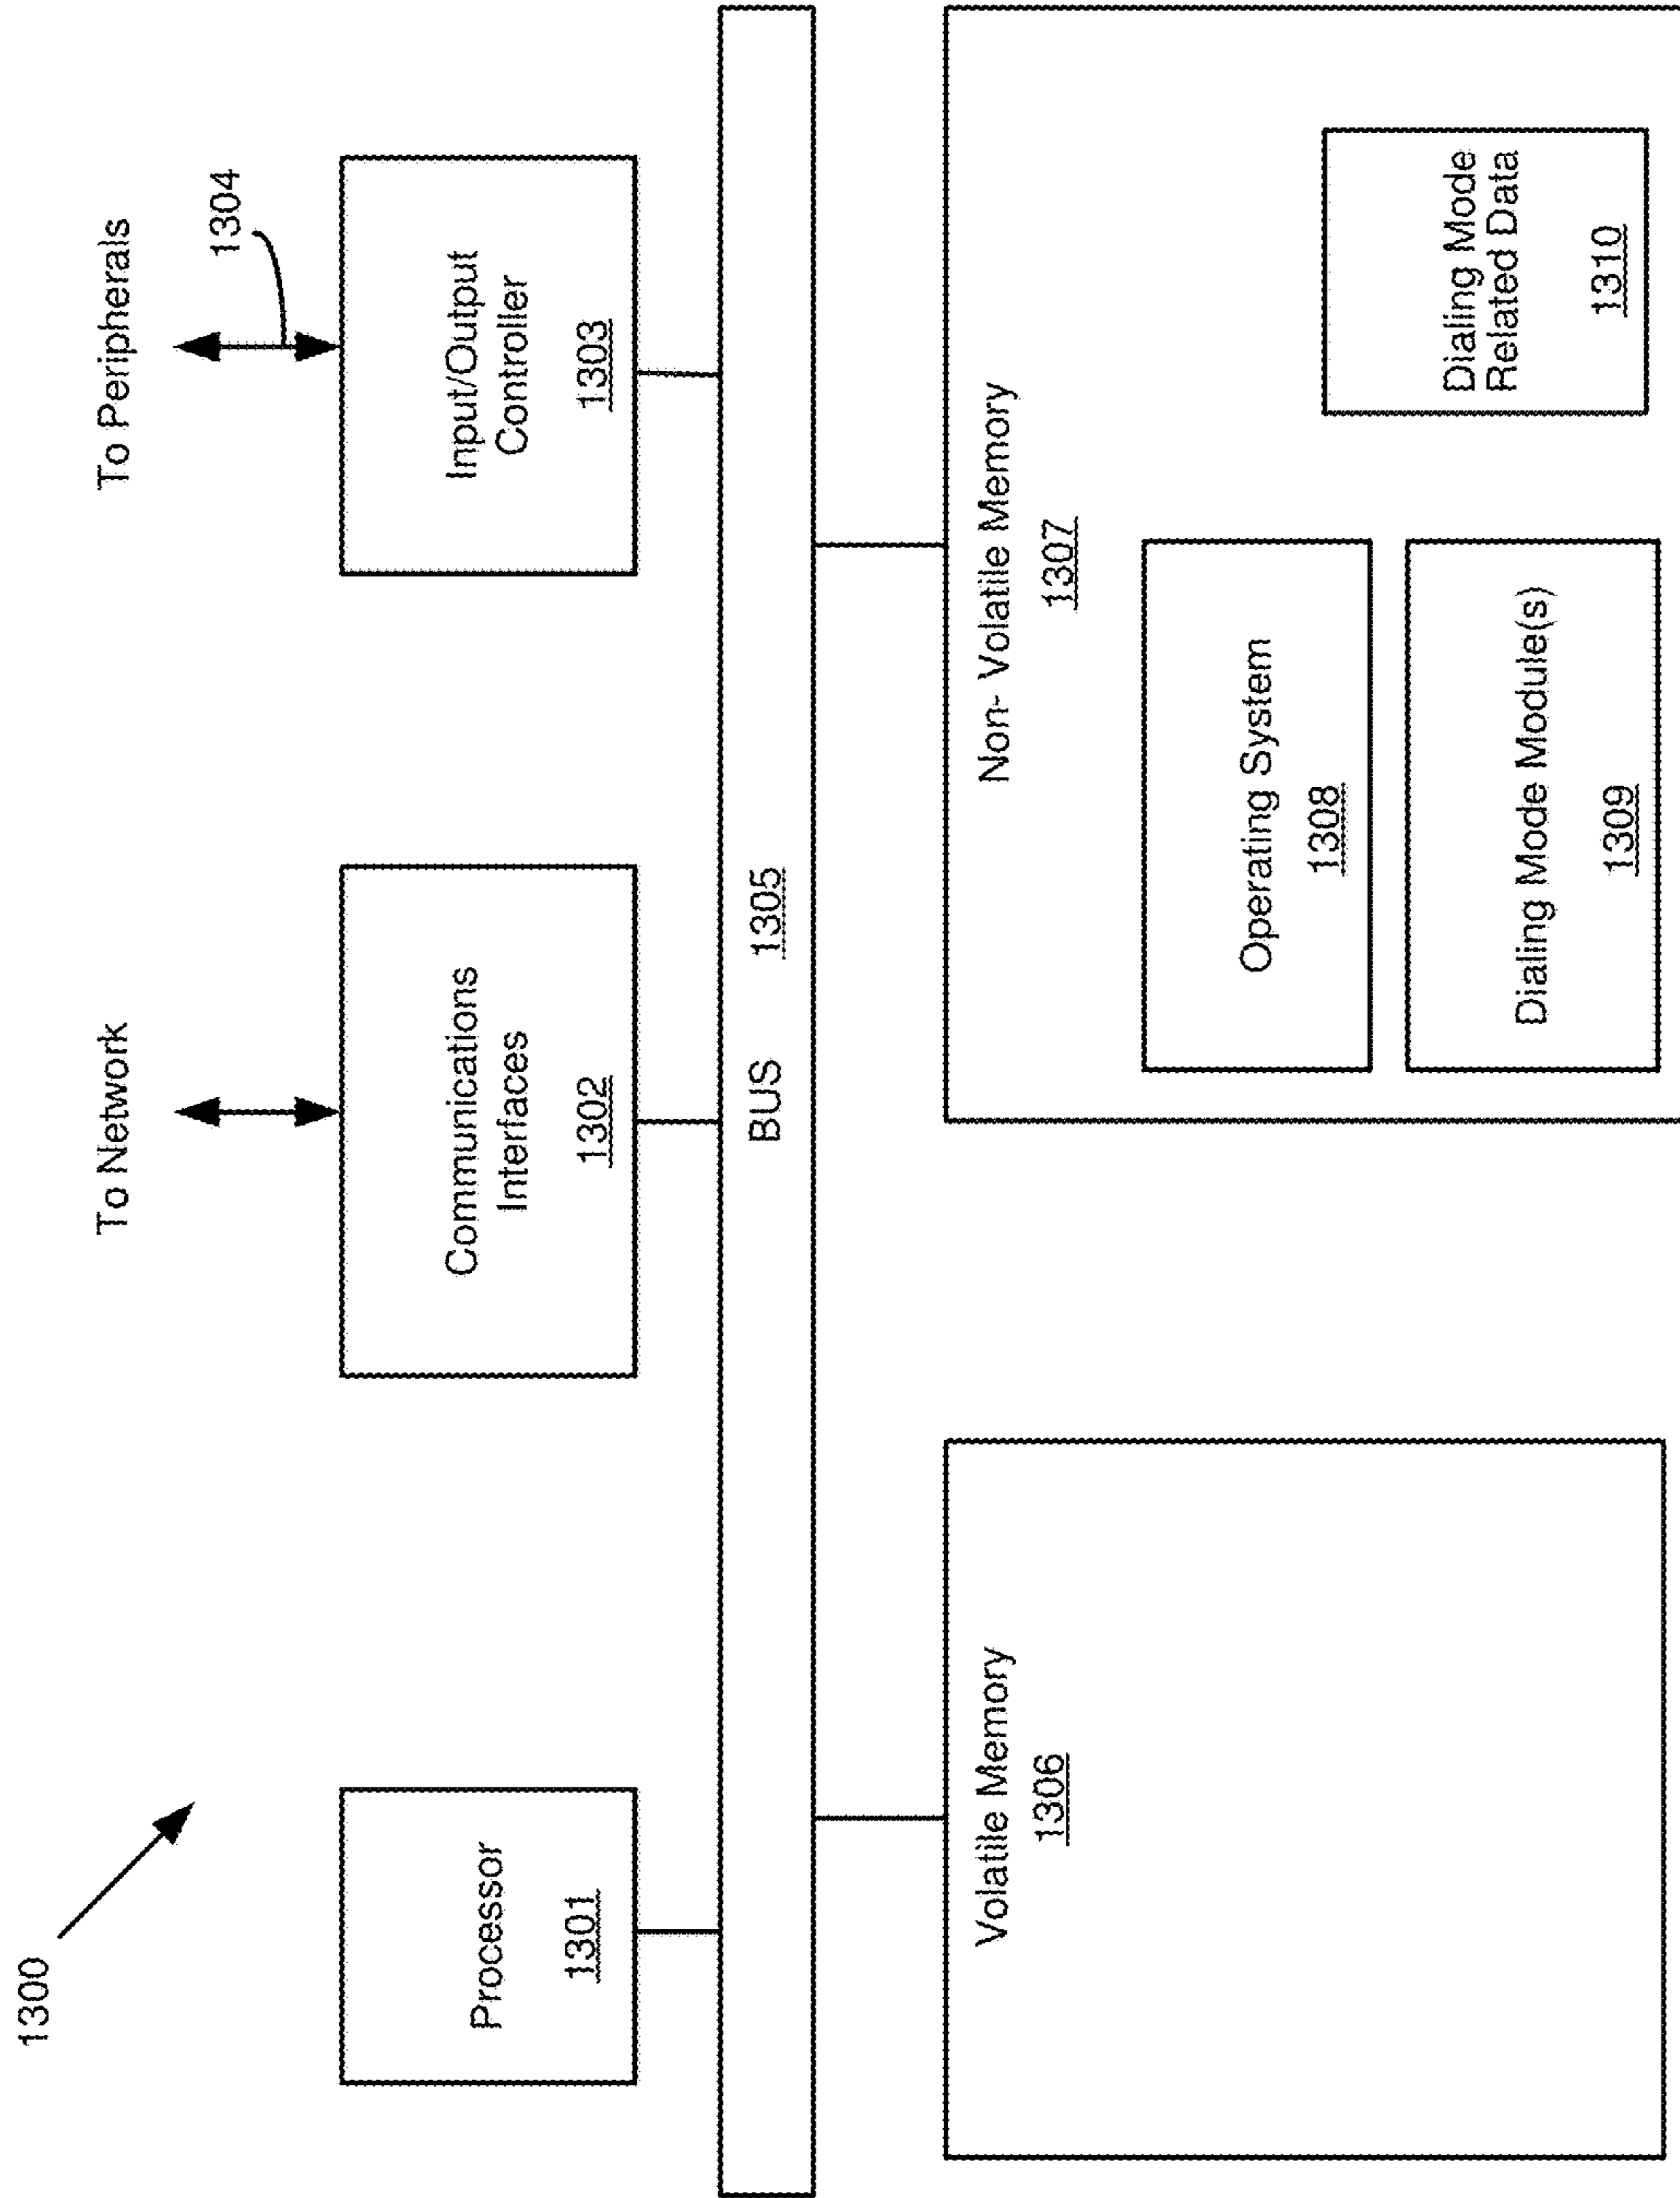 1300
To Network
To Peripherals
1304
Processor
1301
Communications
Interfaces
1302
Input/Output
Controller
1303
BUS 1305
Volatile Memory
1306
Non- Volatile Memory
1307
Operating System
1308
Dialing Mode Module(s)
1309
Dialing Mode
Related Data
1310